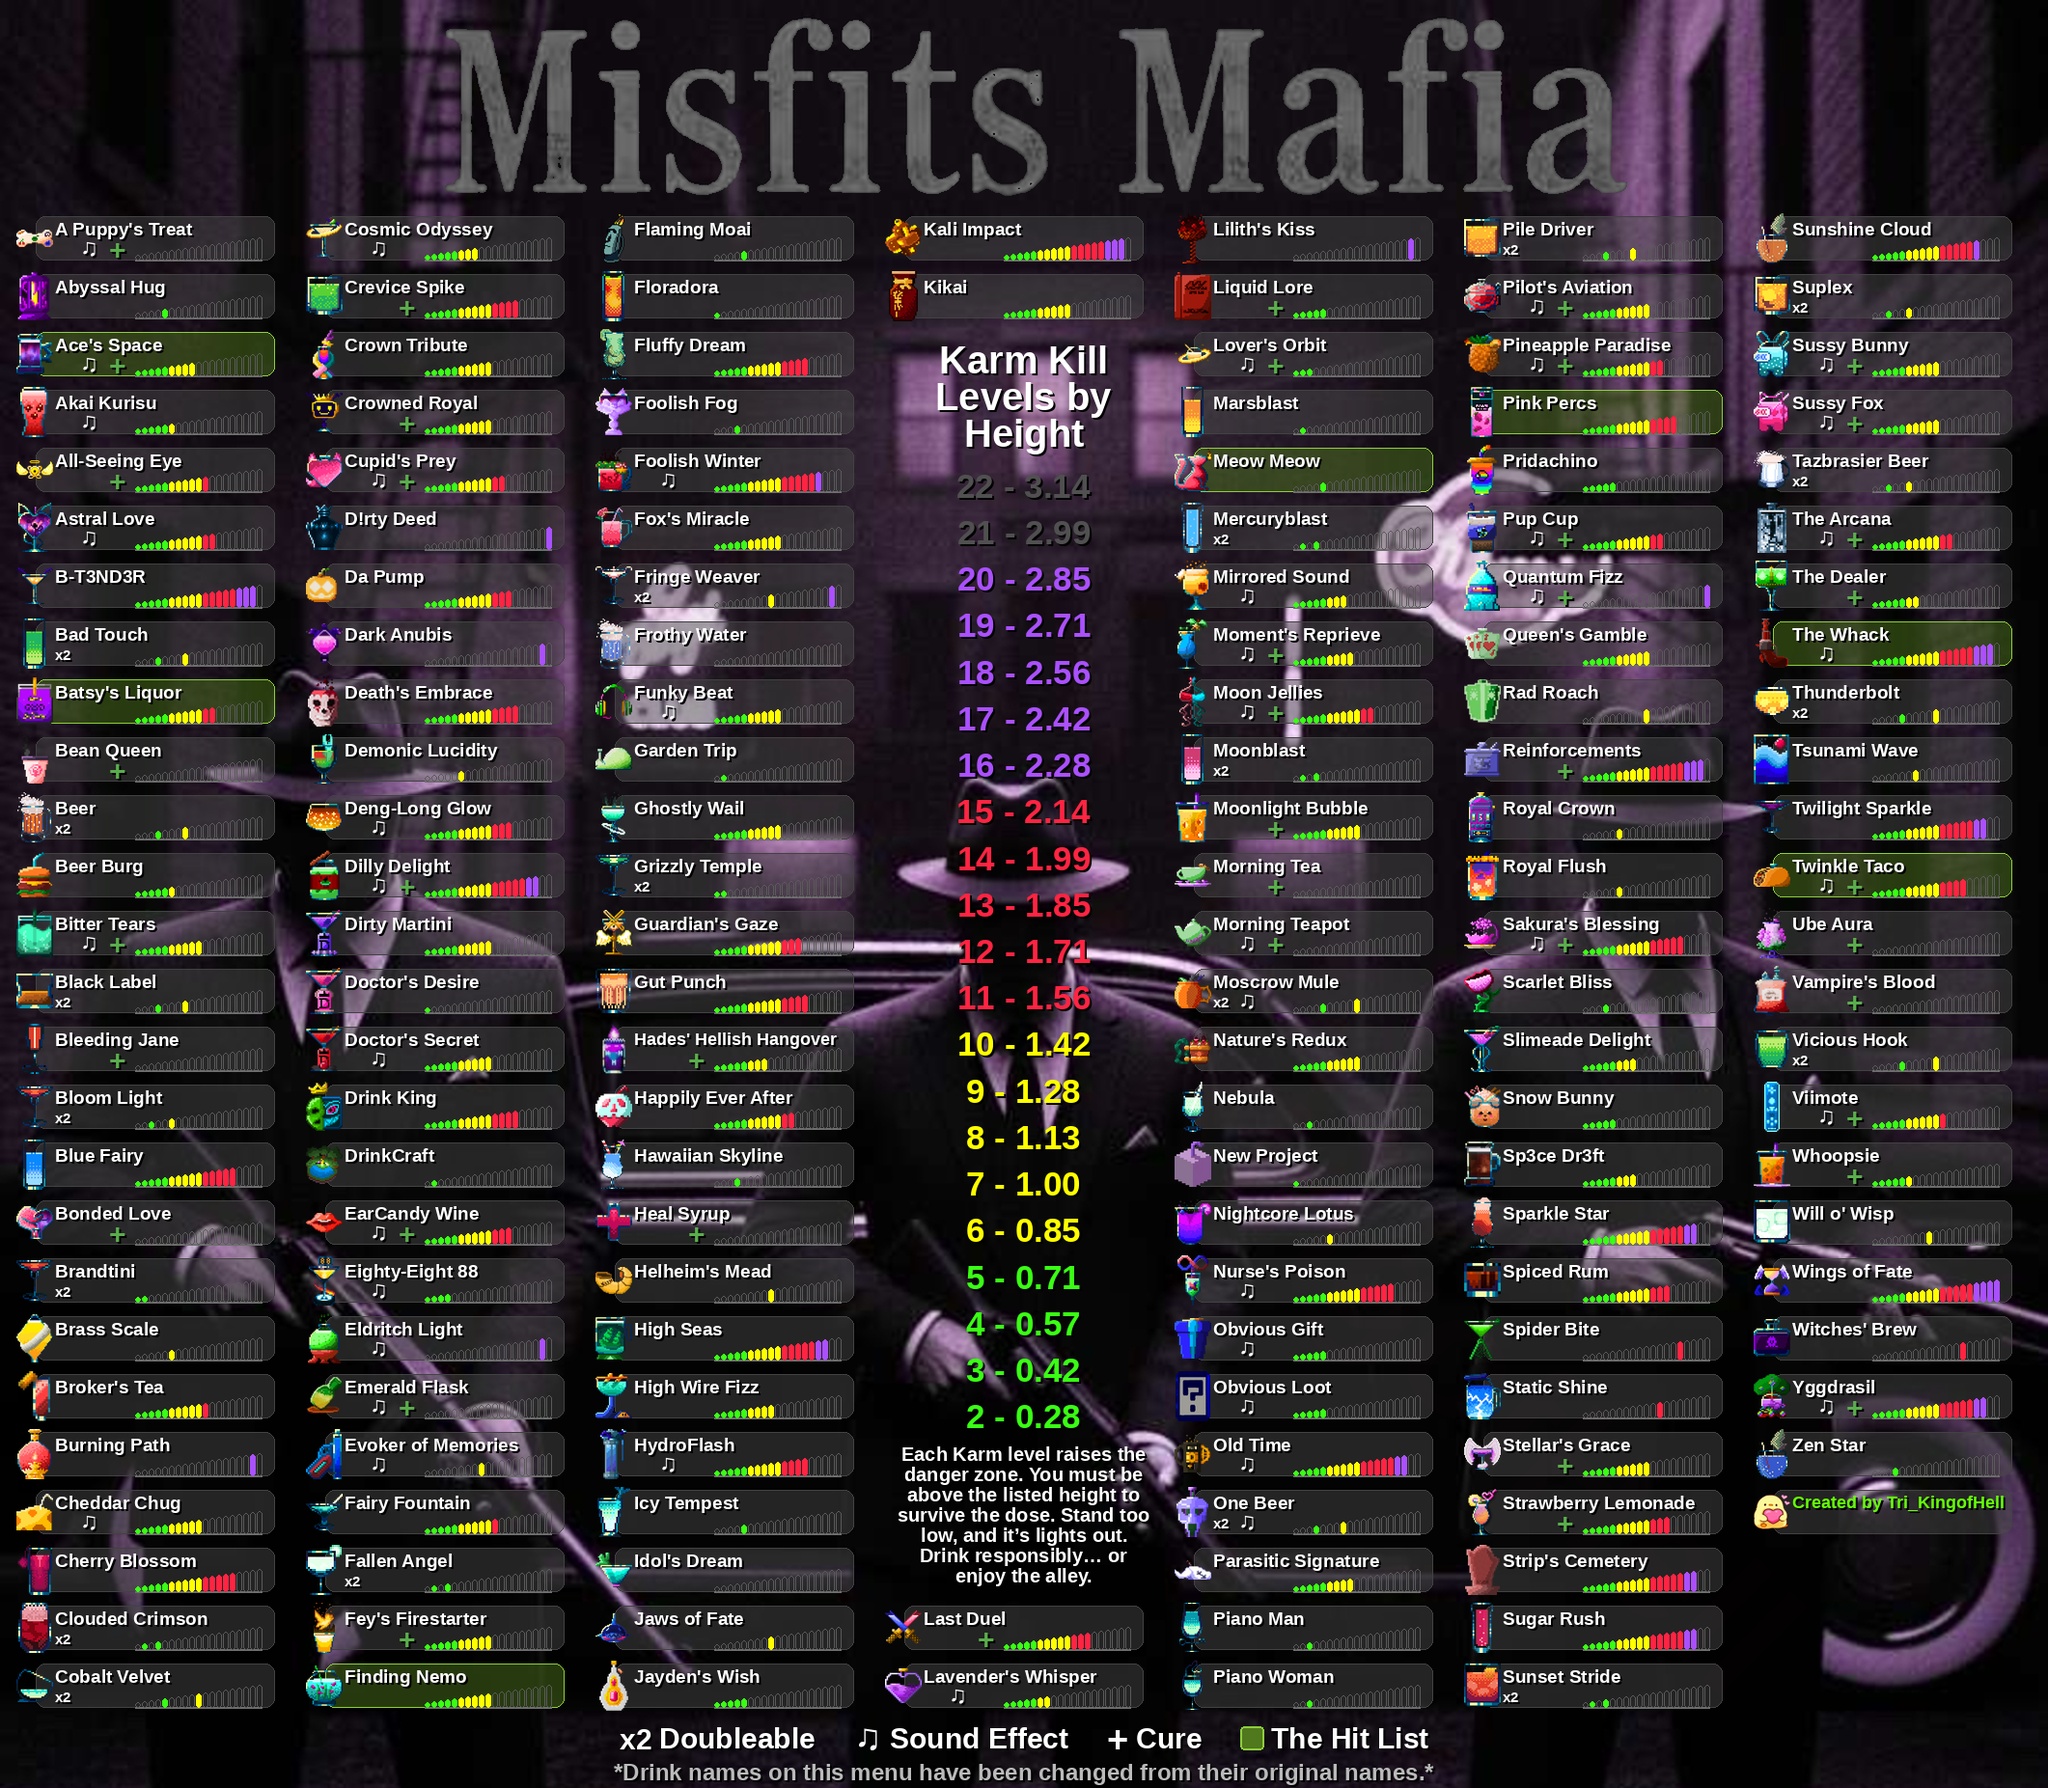 Misfits Mafia
A Puppy's Treat
♫ +
Abyssal Hug
Ace's Space
♫ +
Akai Kurisu
♫
All-Seeing Eye
+
Astral Love
♫
B-T3ND3R
Bad Touch
x2
Batsy's Liquor
Bean Queen
+
Beer
x2
Beer Burg
Bitter Tears
♫ +
Black Label
x2
Bleeding Jane
+
Bloom Light
x2
Blue Fairy
Bonded Love
+
Brandtini
x2
Brass Scale
Broker's Tea
Burning Path
Cheddar Chug
♫
Cherry Blossom
Clouded Crimson
x2
Cobalt Velvet
x2
Cosmic Odyssey
♫
Crevice Spike
+
Crown Tribute
Crowned Royal
+
Cupid's Prey
♫ +
D!rty Deed
Da Pump
Dark Anubis
Death's Embrace
Demonic Lucidity
Deng-Long Glow
♫
Dilly Delight
♫ +
Dirty Martini
Doctor's Desire
Doctor's Secret
♫
Drink King
DrinkCraft
EarCandy Wine
♫ +
Eighty-Eight 88
♫
Eldritch Light
♫
Emerald Flask
♫ +
Evoker of Memories
♫
Fairy Fountain
Fallen Angel
x2
Fey's Firestarter
+
Finding Nemo
Flaming Moai
Floradora
Fluffy Dream
Foolish Fog
Foolish Winter
♫
Fox's Miracle
Fringe Weaver
x2
Frothy Water
Funky Beat
♫
Garden Trip
Ghostly Wail
Grizzly Temple
x2
Guardian's Gaze
Gut Punch
Hades' Hellish Hangover
+
Happily Ever After
Hawaiian Skyline
Heal Syrup
+
Helheim's Mead
High Seas
High Wire Fizz
HydroFlash
♫
Icy Tempest
Idol's Dream
Jaws of Fate
Jayden's Wish
Kali Impact
Kikai
Karm Kill
Levels by
Height
22 - 3.14
21 - 2.99
20 - 2.85
19 - 2.71
18 - 2.56
17 - 2.42
16 - 2.28
15 - 2.14
14 - 1.99
13 - 1.85
12 - 1.71
11 - 1.56
10 - 1.42
9 - 1.28
8 - 1.13
7 - 1.00
6 - 0.85
5 - 0.71
4 - 0.57
3 - 0.42
2 - 0.28
Each Karm level raises the
danger zone. You must be
above the listed height to
survive the dose. Stand too
low, and it's lights out.
Drink responsibly... or
enjoy the alley.
Last Duel
+
Lavender's Whisper
♫
Lilith's Kiss
Liquid Lore
+
Lover's Orbit
♫ +
Marsblast
Meow Meow
Mercuryblast
x2
Mirrored Sound
♫
Moment's Reprieve
♫ +
Moon Jellies
♫ +
Moonblast
x2
Moonlight Bubble
+
Morning Tea
+
Morning Teapot
♫ +
Moscrow Mule
x2 ♫
Nature's Redux
Nebula
New Project
Nightcore Lotus
Nurse's Poison
♫
Obvious Gift
♫
Obvious Loot
♫
Old Time
♫
One Beer
x2 ♫
Parasitic Signature
Piano Man
Piano Woman
Pile Driver
x2
Pilot's Aviation
♫ +
Pineapple Paradise
♫ +
Pink Percs
Pridachino
Pup Cup
♫ +
Quantum Fizz
♫ +
Queen's Gamble
Rad Roach
Reinforcements
+
Royal Crown
Royal Flush
Sakura's Blessing
♫ +
Scarlet Bliss
Slimeade Delight
Snow Bunny
Sp3ce Dr3ft
Sparkle Star
Spiced Rum
Spider Bite
Static Shine
Stellar's Grace
+
Strawberry Lemonade
+
Strip's Cemetery
Sugar Rush
Sunset Stride
x2
Sunshine Cloud
Suplex
x2
Sussy Bunny
♫ +
Sussy Fox
♫ +
Tazbrasier Beer
x2
The Arcana
♫ +
The Dealer
+
The Whack
♫
Thunderbolt
x2
Tsunami Wave
Twilight Sparkle
Twinkle Taco
♫ +
Ube Aura
+
Vampire's Blood
+
Vicious Hook
x2
Viimote
♫ +
Whoopsie
+
Will o' Wisp
Wings of Fate
Witches' Brew
Yggdrasil
♫ +
Zen Star
Created by Tri_KingofHell
x2 Doubleable ♫ Sound Effect + Cure The Hit List
*Drink names on this menu have been changed from their original names.*